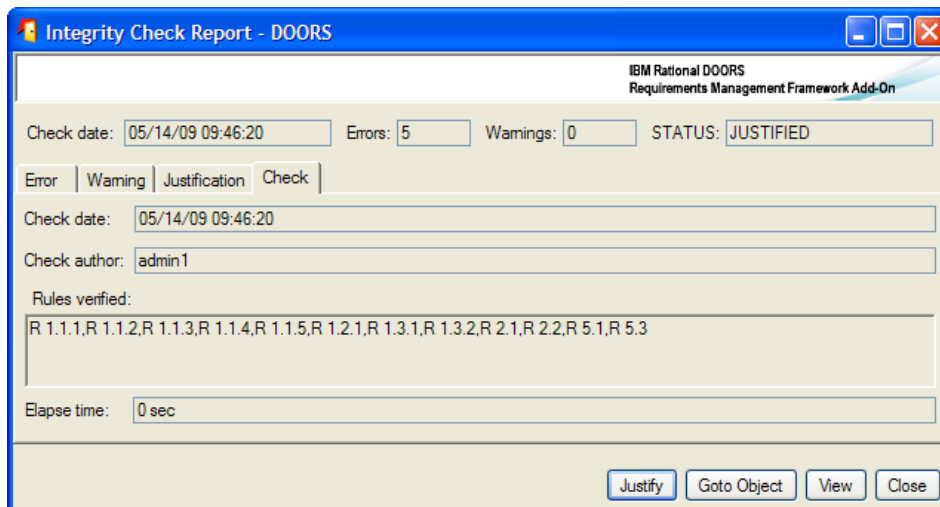 Integrity Check Report - DOORS
IBM Rational DOORS
Requirements Management Framework Add-On
Check date: 05/14/09 09:46:20 Errors: 5 Warnings: 0 STATUS: JUSTIFIED
Error Warning Justification Check
Check date: 05/14/09 09:46:20
Check author: admin1
Rules verified:
R 1.1.1,R 1.1.2,R 1.1.3,R 1.1.4,R 1.1.5,R 1.2.1,R 1.3.1,R 1.3.2,R 2.1,R 2.2,R 5.1,R 5.3
Elapse time: 0 sec
Justify Goto Object View Close